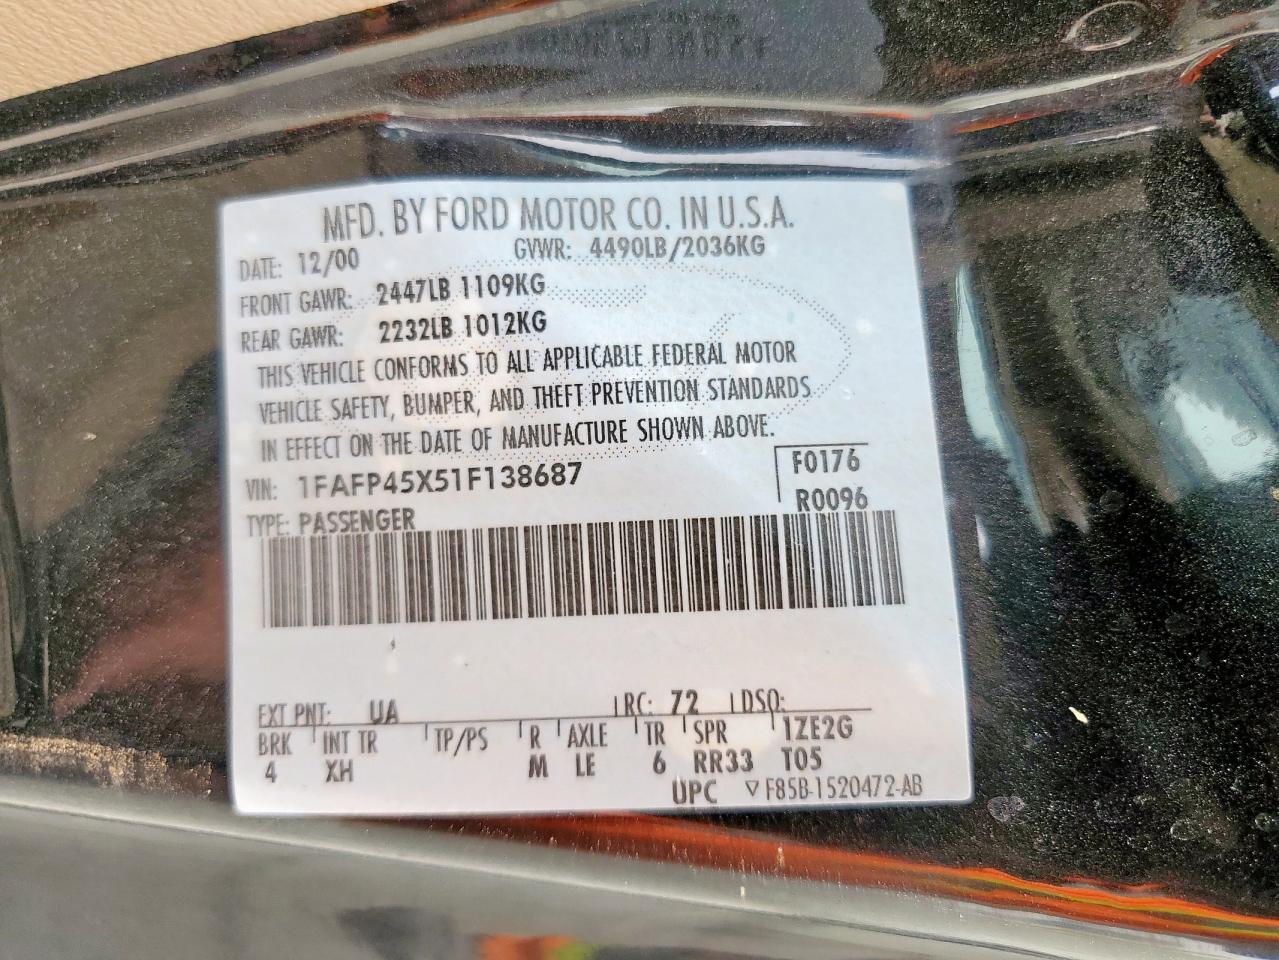 MFD. BY FORD MOTOR CO. IN U.S.A.
DATE: 12/00 GVWR: 4490LB/2036KG
FRONT GAWR: 2447LB 1109KG
REAR GAWR: 2232LB 1012KG
THIS VEHICLE CONFORMS TO ALL APPLICABLE FEDERAL MOTOR
VEHICLE SAFETY, BUMPER, AND THEFT PREVENTION STANDARDS
IN EFFECT ON THE DATE OF MANUFACTURE SHOWN ABOVE.
VIN: 1FAFP45X51F138687 F0176
TYPE: PASSENGER R0096
EXT PNT: UA RC: 72 DSO:
BRK INT TR TP/PS R AXLE TR SPR 1ZE2G
4 XH M LE 6 RR33 T05
UPC ▽F85B-1520472-AB